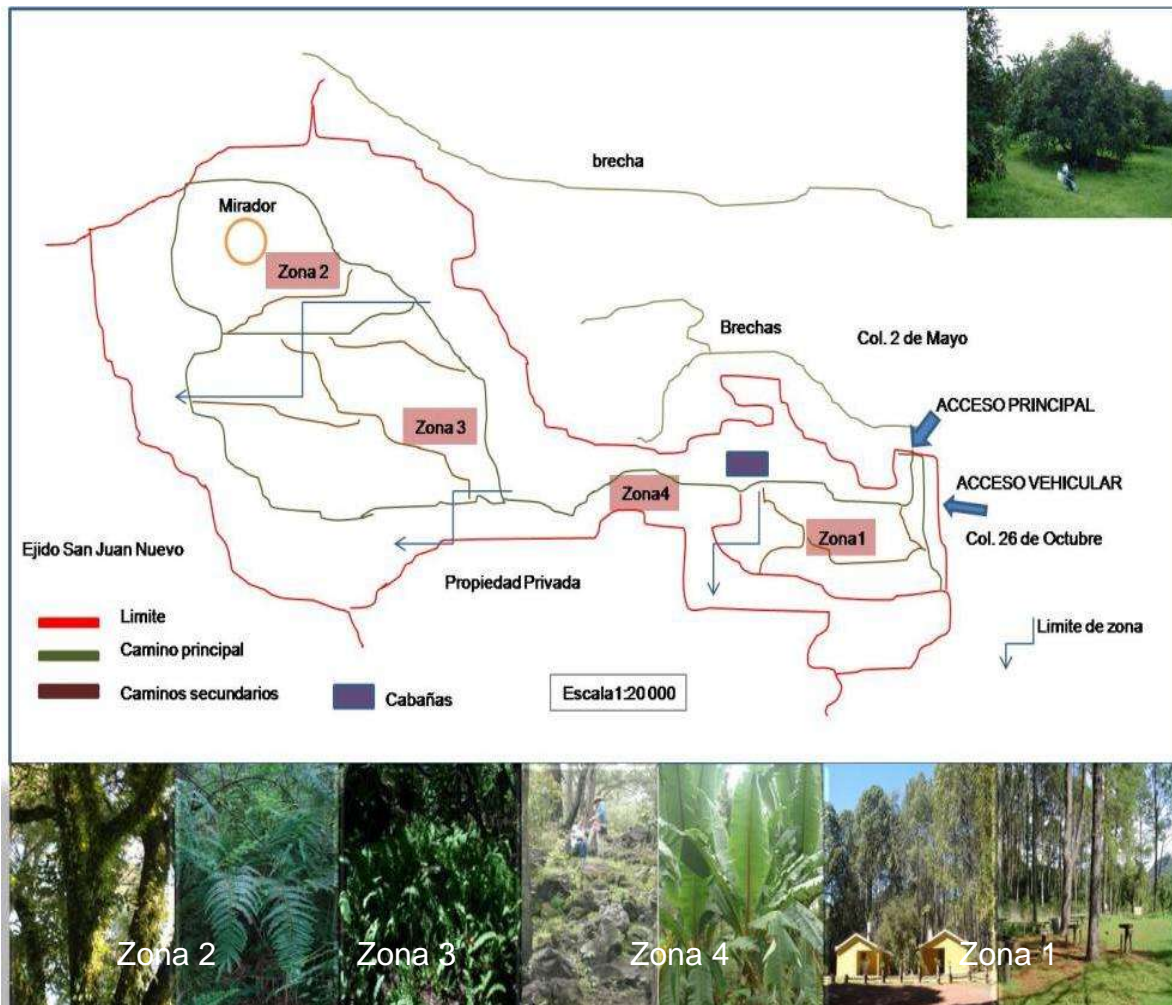 brecha
Mirador
Zona 2
Brechas
Col. 2 de Mayo
ACCESO PRINCIPAL
Zona 3
ACCESO VEHICULAR
Zona4
Zona1
Col. 26 de Octubre
Ejido San Juan Nuevo
Propiedad Privada
Limite
Limite de zona
Camino principal
Caminos secundarios
Cabañas
Escala1:20 000
Zona 2
Zona 3
Zona 4
Zona 1